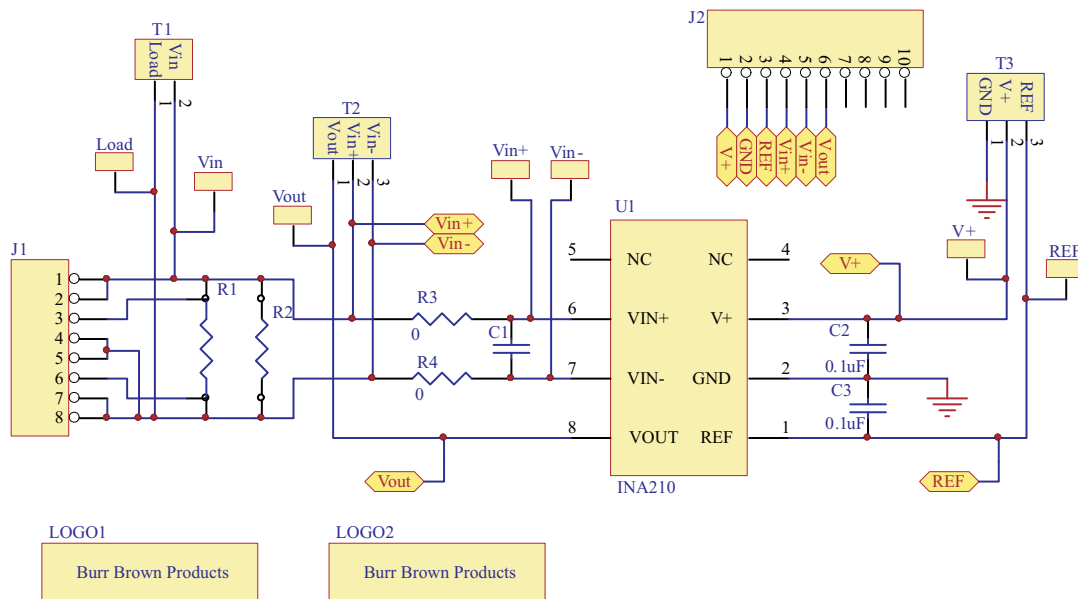 J2
1 2 3 4 5 6 7 8 9 10
V+ GND REF Vin+ Vin- Vout
T1
Load Vin
1 2
T2
Vout Vin+ Vin-
1 2 3
T3
GND V+ REF
1 2 3
Load
Vin
Vout
Vin+
Vin-
Vin+
Vin-
J1
1
2
3
4
5
6
7
8
R1
R2
R3
0
R4
0
C1
U1
5 NC NC 4
6 VIN+ V+ 3
7 VIN- GND 2
8 VOUT REF 1
INA210
V+
V+
REF
C2
0.1uF
C3
0.1uF
Vout
REF
LOGO1
Burr Brown Products
LOGO2
Burr Brown Products